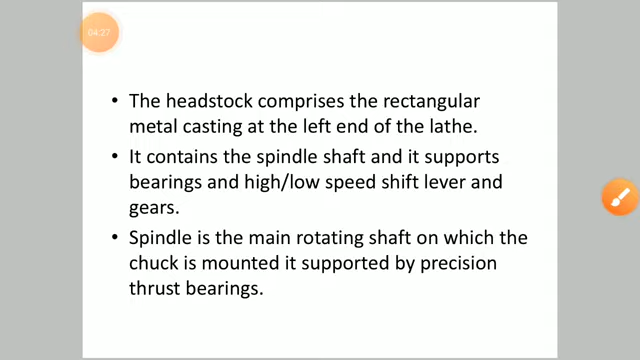 04:27
• The headstock comprises the rectangular
metal casting at the left end of the lathe.
• It contains the spindle shaft and it supports
bearings and high/low speed shift lever and
gears.
• Spindle is the main rotating shaft on which the
chuck is mounted it supported by precision
thrust bearings.